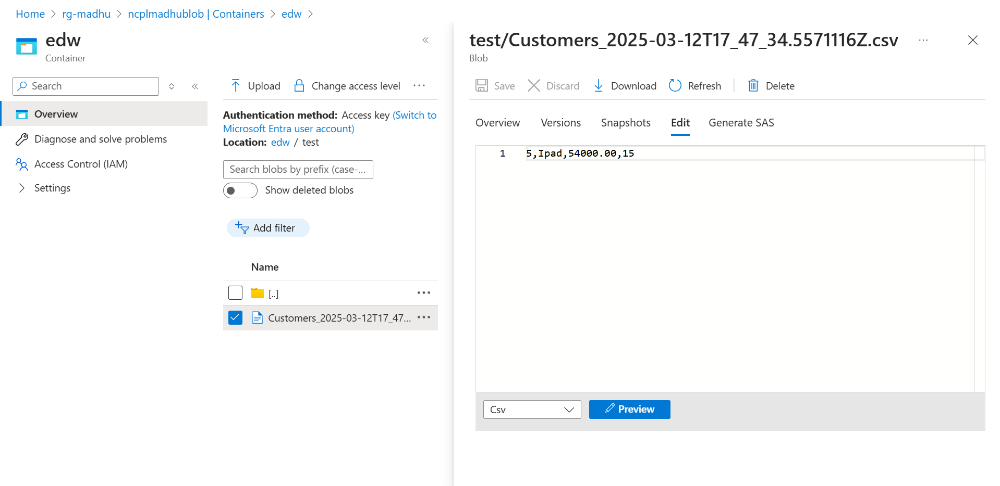 Home > rg-madhu > ncplmadhublob | Containers > edw >
edw
Container
Search
Overview
Diagnose and solve problems
Access Control (IAM)
Settings
Upload
Change access level
Authentication method: Access key (Switch to
Microsoft Entra user account)
Location: edw / test
Search blobs by prefix (case-...
Show deleted blobs
Add filter
Name
[..]
Customers_2025-03-12T17_47...
test/Customers_2025-03-12T17_47_34.5571116Z.csv
Blob
Save Discard Download Refresh Delete
Overview Versions Snapshots Edit Generate SAS
1 5,Ipad,54000.00,15
Csv
Preview